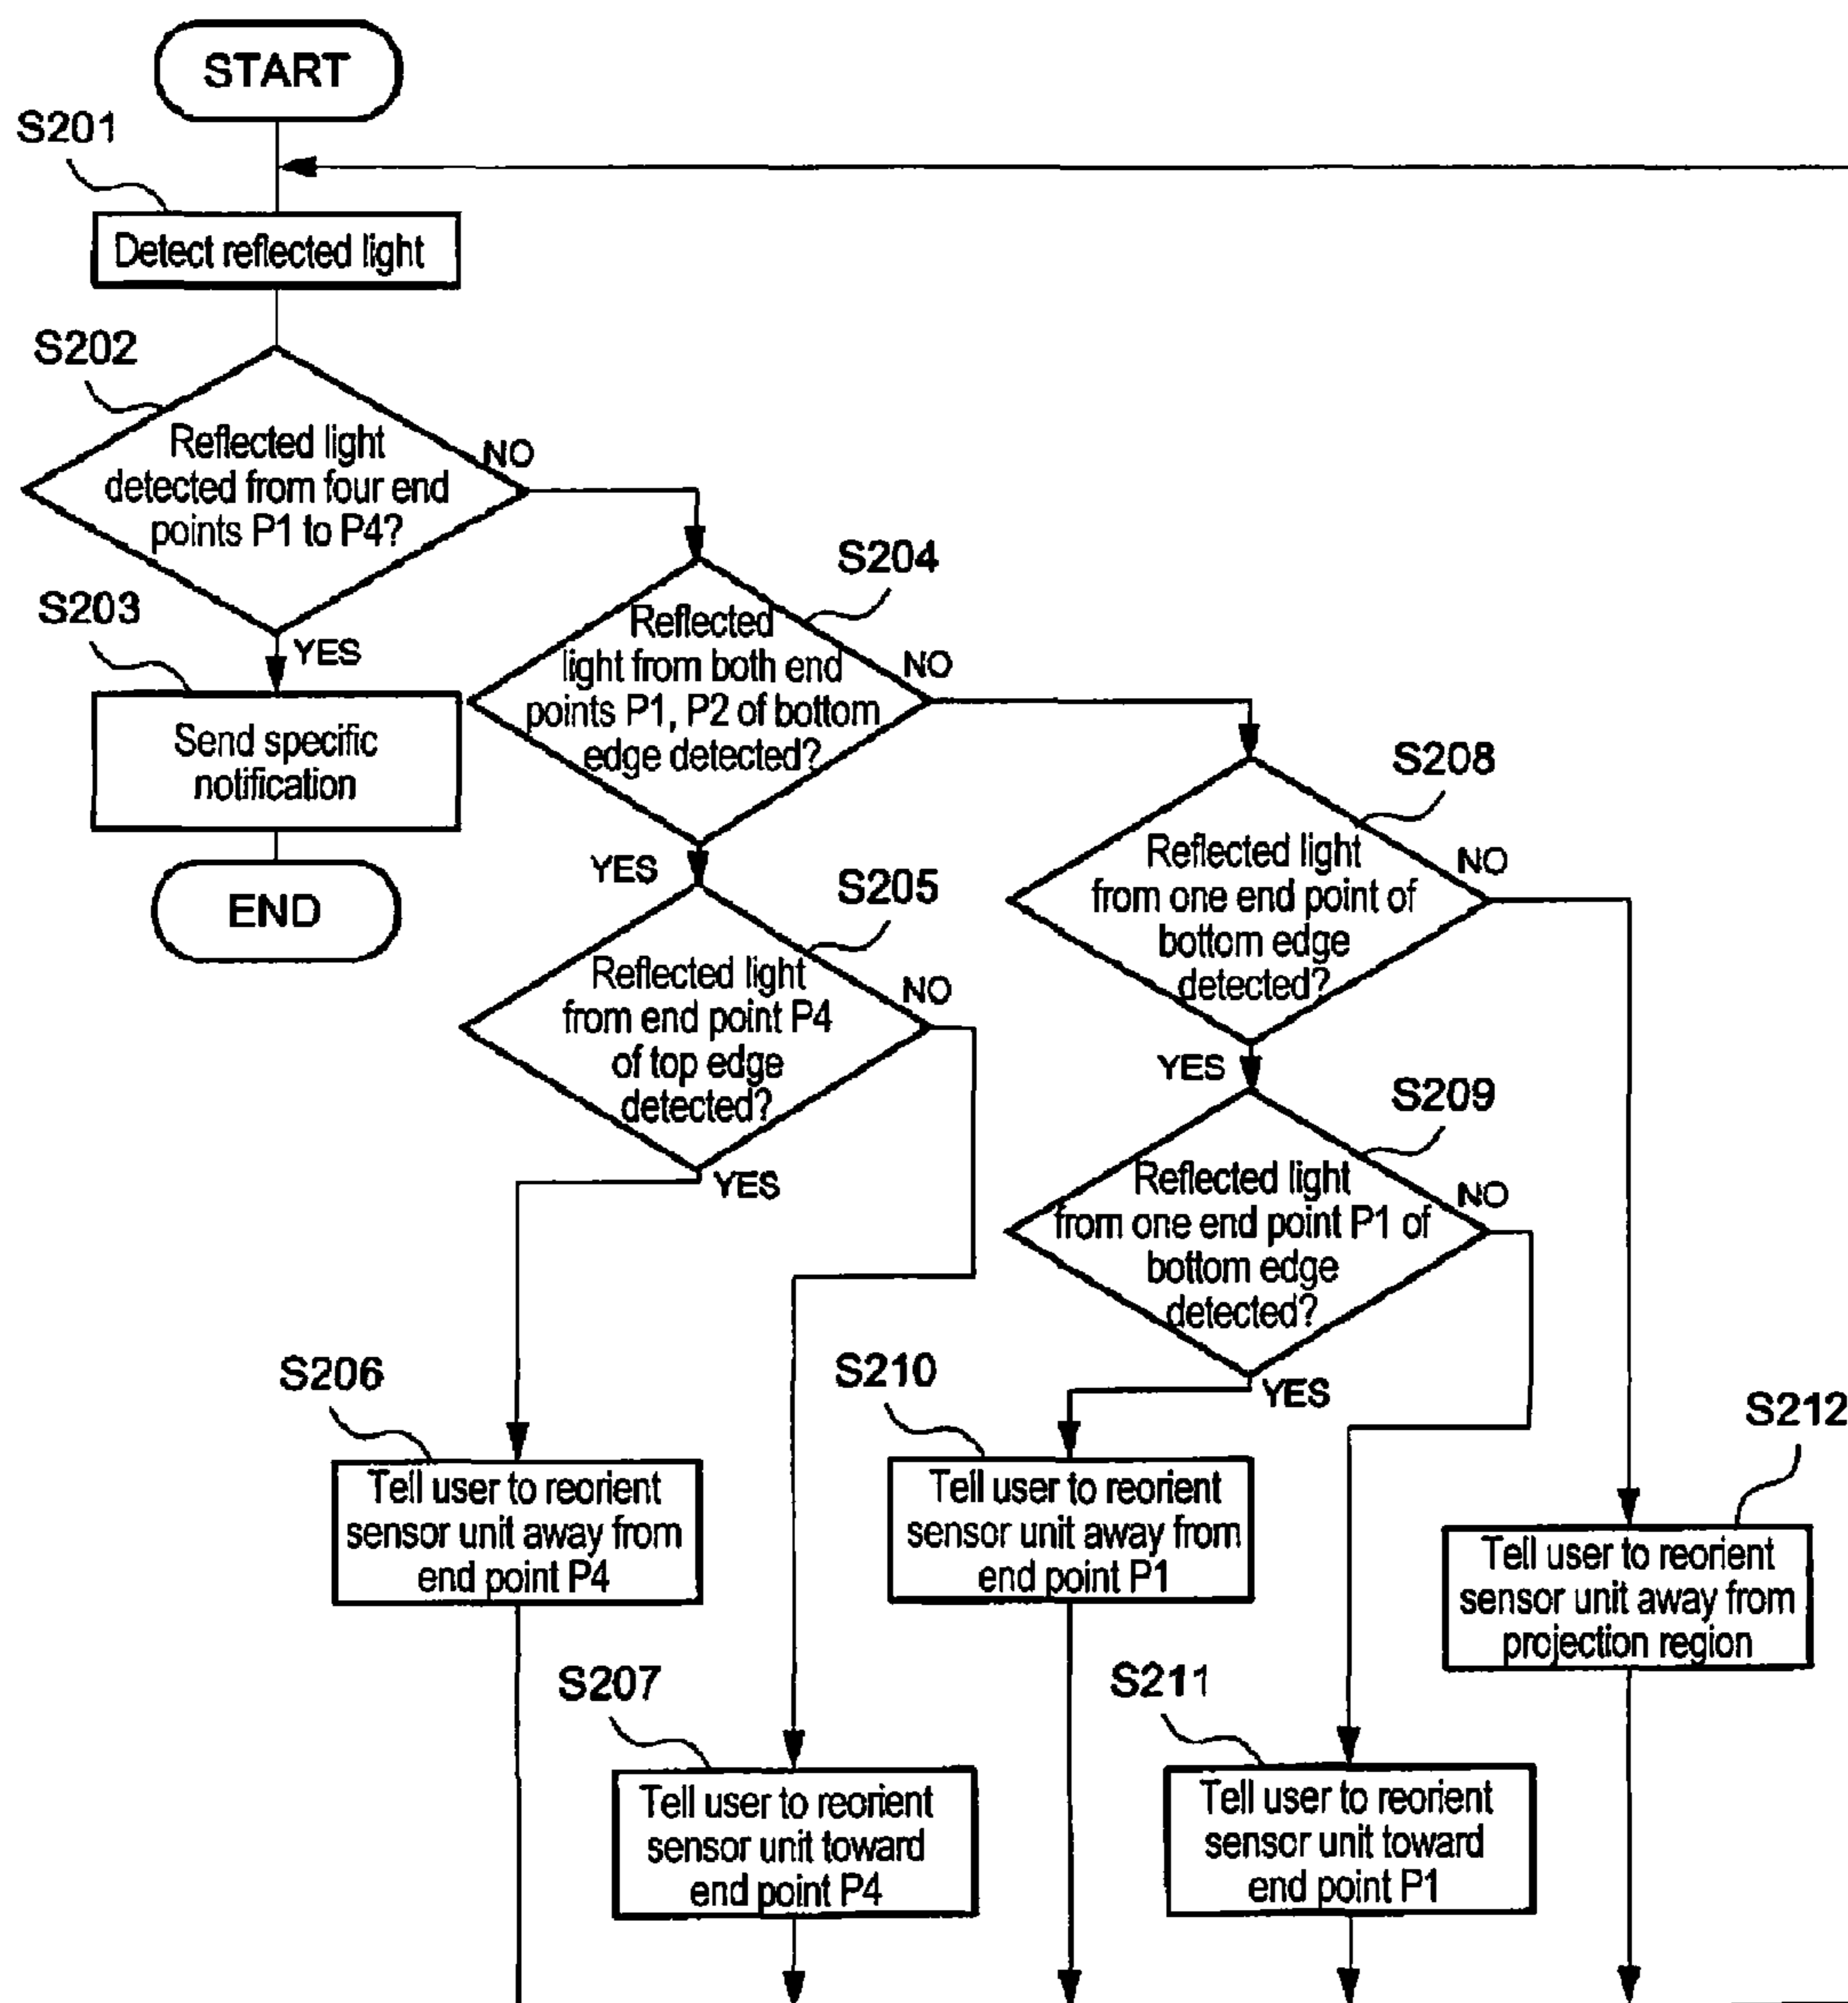 START
S201
Detect reflected light
S202
Reflected light
detected from four end
points P1 to P4?
NO
YES
S203
Send specific
notification
END
S204
Reflected
light from both end
points P1, P2 of bottom
edge detected?
NO
YES
S205
Reflected light
from end point P4
of top edge
detected?
NO
YES
S208
Reflected light
from one end point of
bottom edge
detected?
NO
YES
S209
Reflected light
from one end point P1 of
bottom edge
detected?
NO
YES
S206
Tell user to reorient
sensor unit away from
end point P4
S210
Tell user to reorient
sensor unit away from
end point P1
S212
Tell user to reorient
sensor unit away from
projection region
S207
Tell user to reorient
sensor unit toward
end point P4
S211
Tell user to reorient
sensor unit toward
end point P1